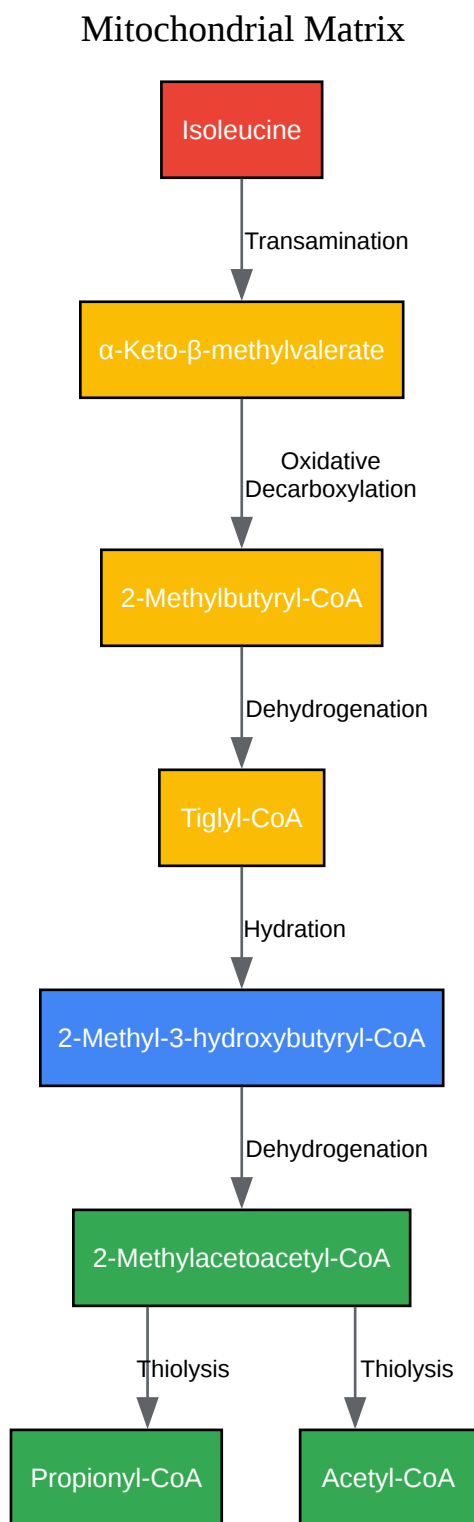 Mitochondrial Matrix
Isoleucine
Transamination
α-Keto-β-methylvalerate
Oxidative
Decarboxylation
2-Methylbutyryl-CoA
Dehydrogenation
Tiglyl-CoA
Hydration
2-Methyl-3-hydroxybutyryl-CoA
Dehydrogenation
2-Methylacetoacetyl-CoA
Thiolysis
Thiolysis
Propionyl-CoA
Acetyl-CoA